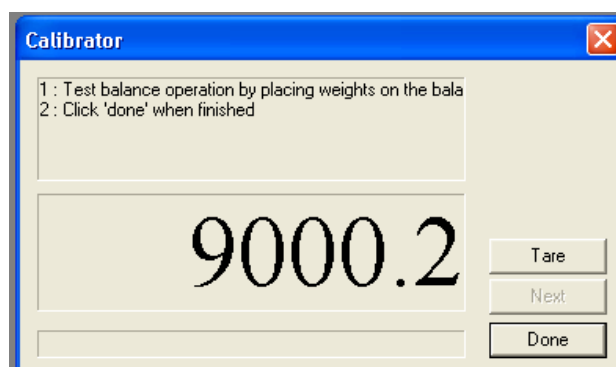 Calibrator
1 : Test balance operation by placing weights on the bala
2 : Click 'done' when finished
9000.2
Tare
Next
Done